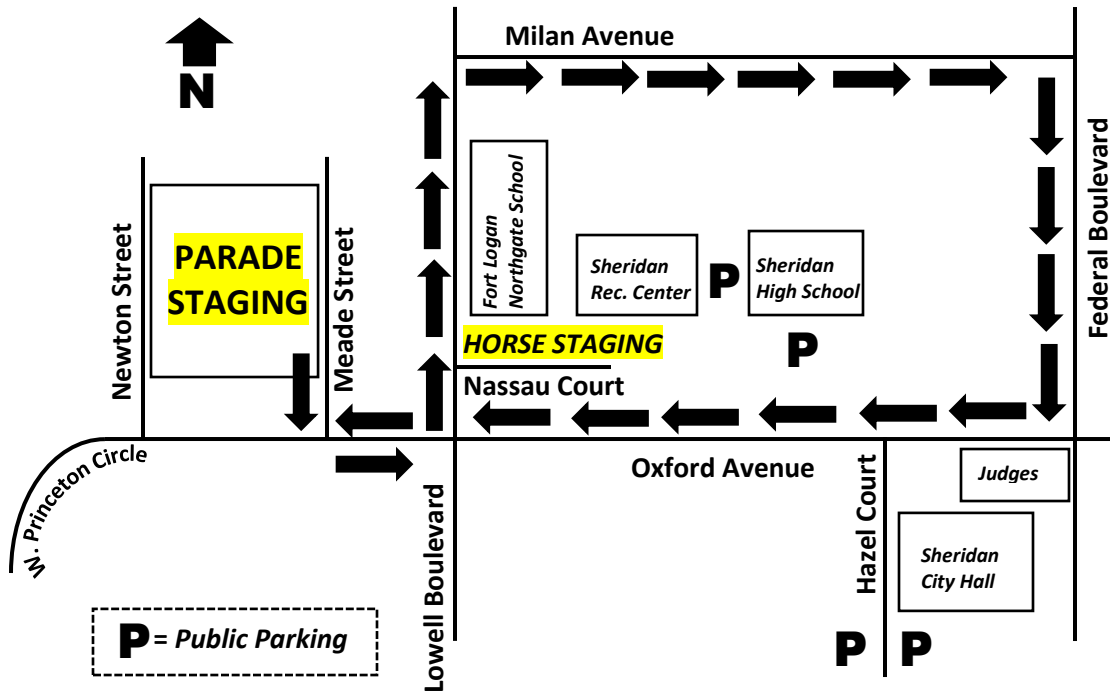 Milan Avenue
N
Newton Street
PARADE
STAGING
Meade Street
Fort Logan
Northgate School
Sheridan
Rec. Center
P
Sheridan
High School
Federal Boulevard
HORSE STAGING
P
Nassau Court
W. Princeton Circle
Oxford Avenue
Lowell Boulevard
Hazel Court
Judges
Sheridan
City Hall
P = Public Parking
P
P